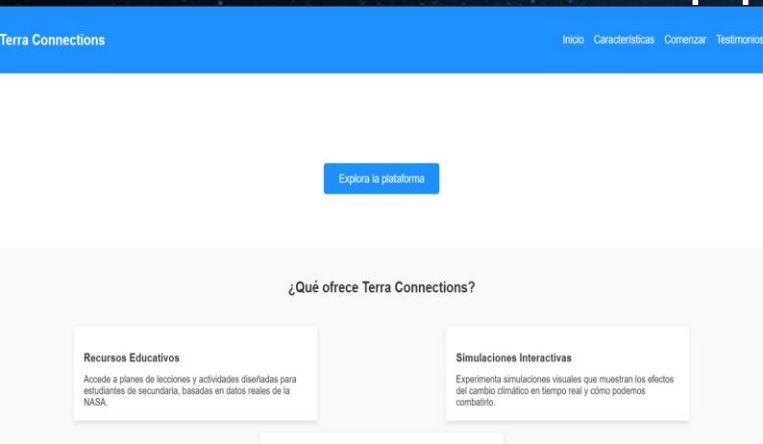 Terra Connections
Inicio Características Comenzar Testimonios
Explora la plataforma
¿Qué ofrece Terra Connections?
Recursos Educativos
Accede a planes de lecciones y actividades diseñadas para
estudiantes de secundaria, basadas en datos reales de la
NASA.
Simulaciones Interactivas
Experimenta simulaciones visuales que muestran los efectos
del cambio climático en tiempo real y cómo podemos
combatirlo.